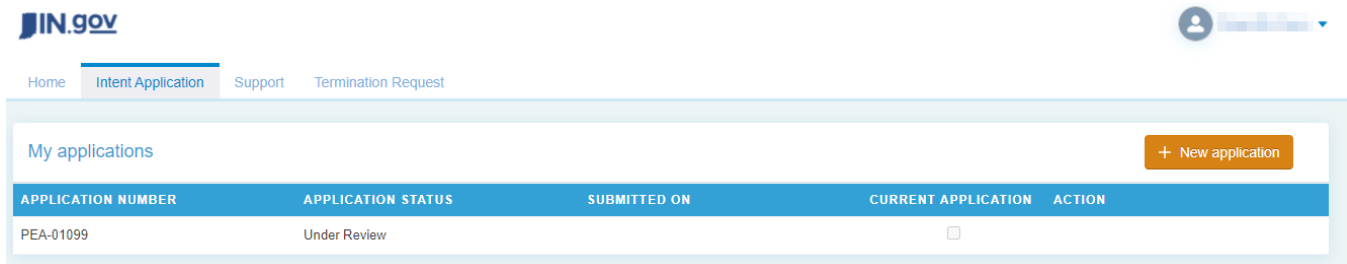 IN.gov
Home Intent Application Support Termination Request
My applications
+ New application
APPLICATION NUMBER APPLICATION STATUS SUBMITTED ON CURRENT APPLICATION ACTION
PEA-01099 Under Review